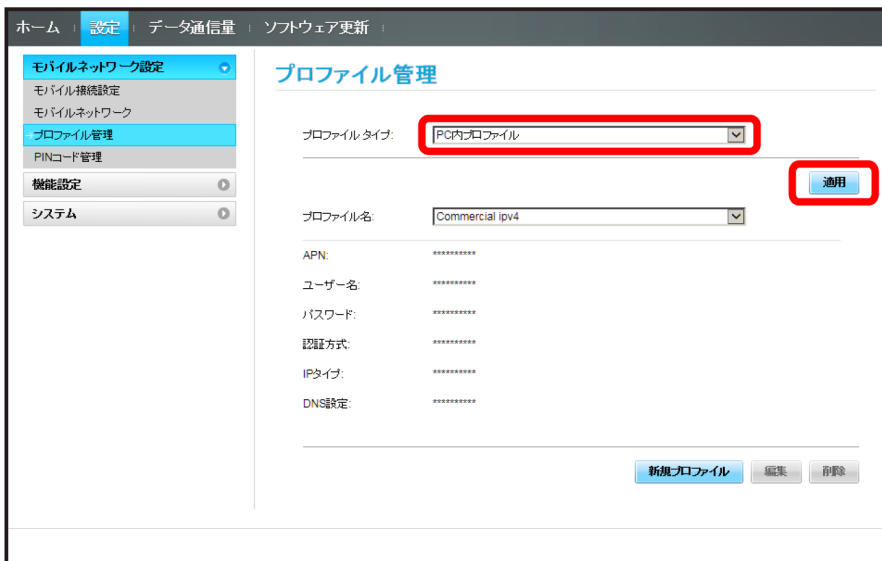 ホーム 設定 データ通信量 ソフトウェア更新
モバイルネットワーク設定
モバイル接続設定
モバイルネットワーク
プロファイル管理
PINコード管理
機能設定
システム
プロファイル管理
プロファイル タイプ: PC内プロファイル
適用
プロファイル名: Commercial ipv4
APN: **********
ユーザー名: **********
パスワード: **********
認証方式: **********
IPタイプ: **********
DNS設定: **********
新規プロファイル 編集 削除